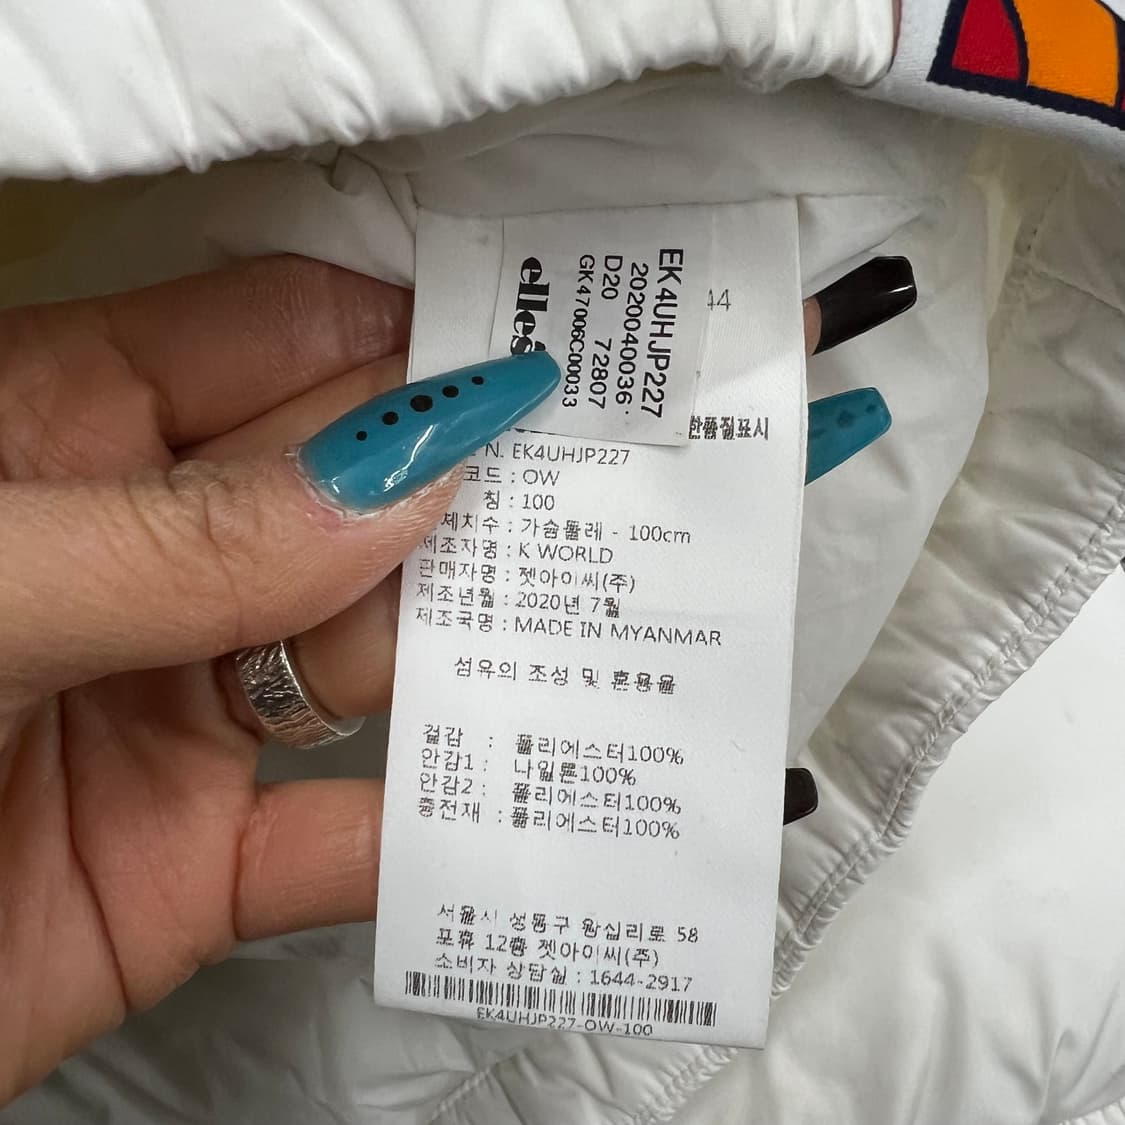 EK4UHJP227
2020040036
D20 72807
GK47006C00033
44
품질표시
N. EK4UHJP227
코드 : OW
칭 : 100
체치수 : 가슴둘레 - 100cm
제조자명 : K WORLD
판매자명 : 젯아이씨(주)
제조년월 : 2020년 7월
제조국명 : MADE IN MYANMAR
섬유의 조성 및 혼용율
겉감 : 폴리에스터100%
안감1 : 나일론100%
안감2 : 폴리에스터100%
충전재 : 폴리에스터100%
서울시 성동구 왕십리로 58
포휴 12층 젯아이씨(주)
소비자 상담실 : 1644-2917
EK4UHJP227-OW-100